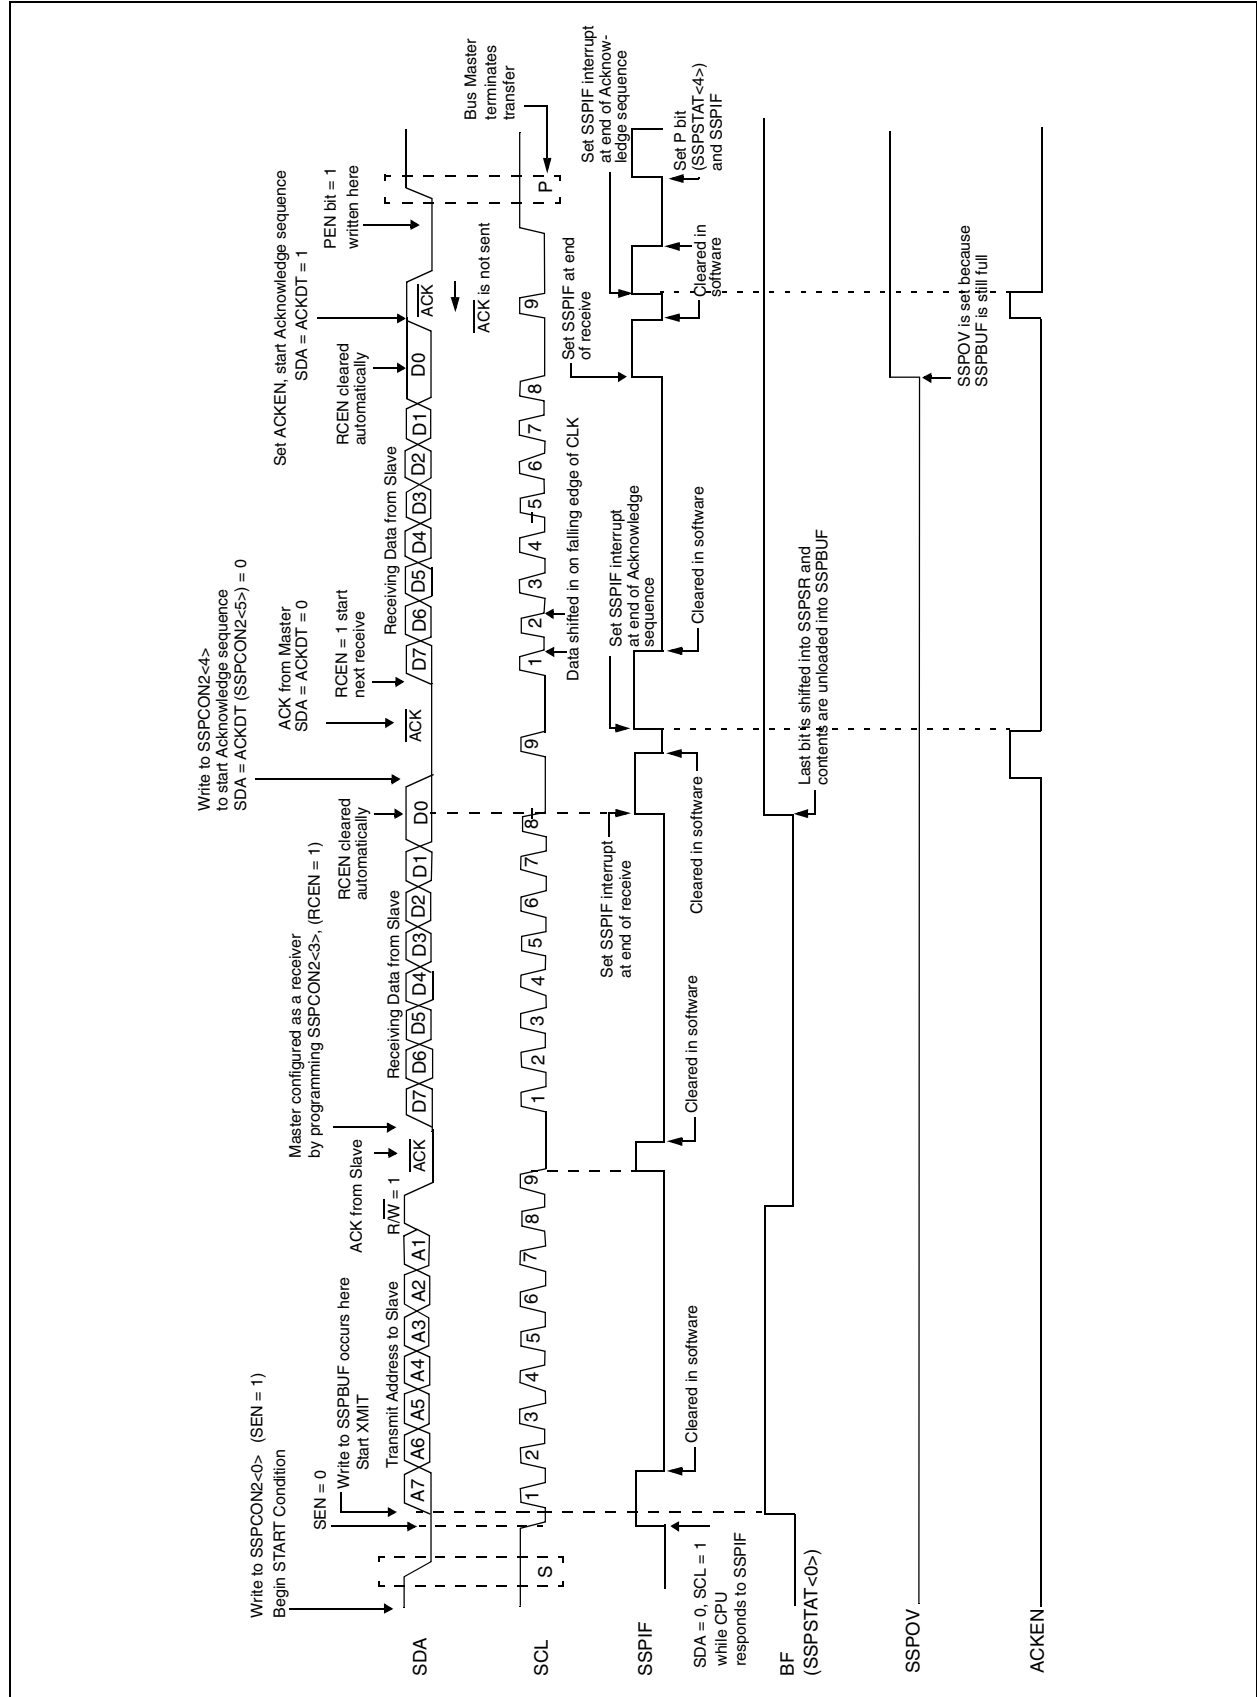 Write to SSPCON2<0> (SEN = 1)
Begin START Condition
SEN = 0
Write to SSPBUF occurs here
Start XMIT
Master configured as a receiver
by programming SSPCON2<3>, (RCEN = 1)
ACK from Slave
RCEN cleared
automatically
Write to SSPCON2<4>
to start Acknowledge sequence
SDA = ACKDT (SSPCON2<5>) = 0
ACK from Master
SDA = ACKDT = 0
RCEN = 1 start
next receive
Set ACKEN, start Acknowledge sequence
SDA = ACKDT = 1
RCEN cleared
automatically
PEN bit = 1
written here
Transmit Address to Slave
R/W = 1
Receiving Data from Slave
Receiving Data from Slave
SDA
A7 A6 A5 A4 A3 A2 A1
ACK
D7 D6 D5 D4 D3 D2 D1 D0
ACK
D7 D6 D5 D4 D3 D2 D1 D0
ACK
ACK is not sent
Bus Master
terminates
transfer
SCL
S
1 2 3 4 5 6 7 8 9
1 2 3 4 5 6 7 8
9
1 2 3 4 5 6 7 8
9
P
Data shifted in on falling edge of CLK
Set SSPIF interrupt
at end of receive
Set SSPIF interrupt
at end of Acknowledge
sequence
Set SSPIF at end
of receive
Set SSPIF interrupt
at end of Acknow-
ledge sequence
SSPIF
SDA = 0, SCL = 1
while CPU
responds to SSPIF
Cleared in software
Cleared in software
Cleared in software
Cleared in software
Cleared in
software
Set P bit
(SSPSTAT<4>)
and SSPIF
BF
(SSPSTAT<0>)
Last bit is shifted into SSPSR and
contents are unloaded into SSPBUF
SSPOV
SSPOV is set because
SSPBUF is still full
ACKEN